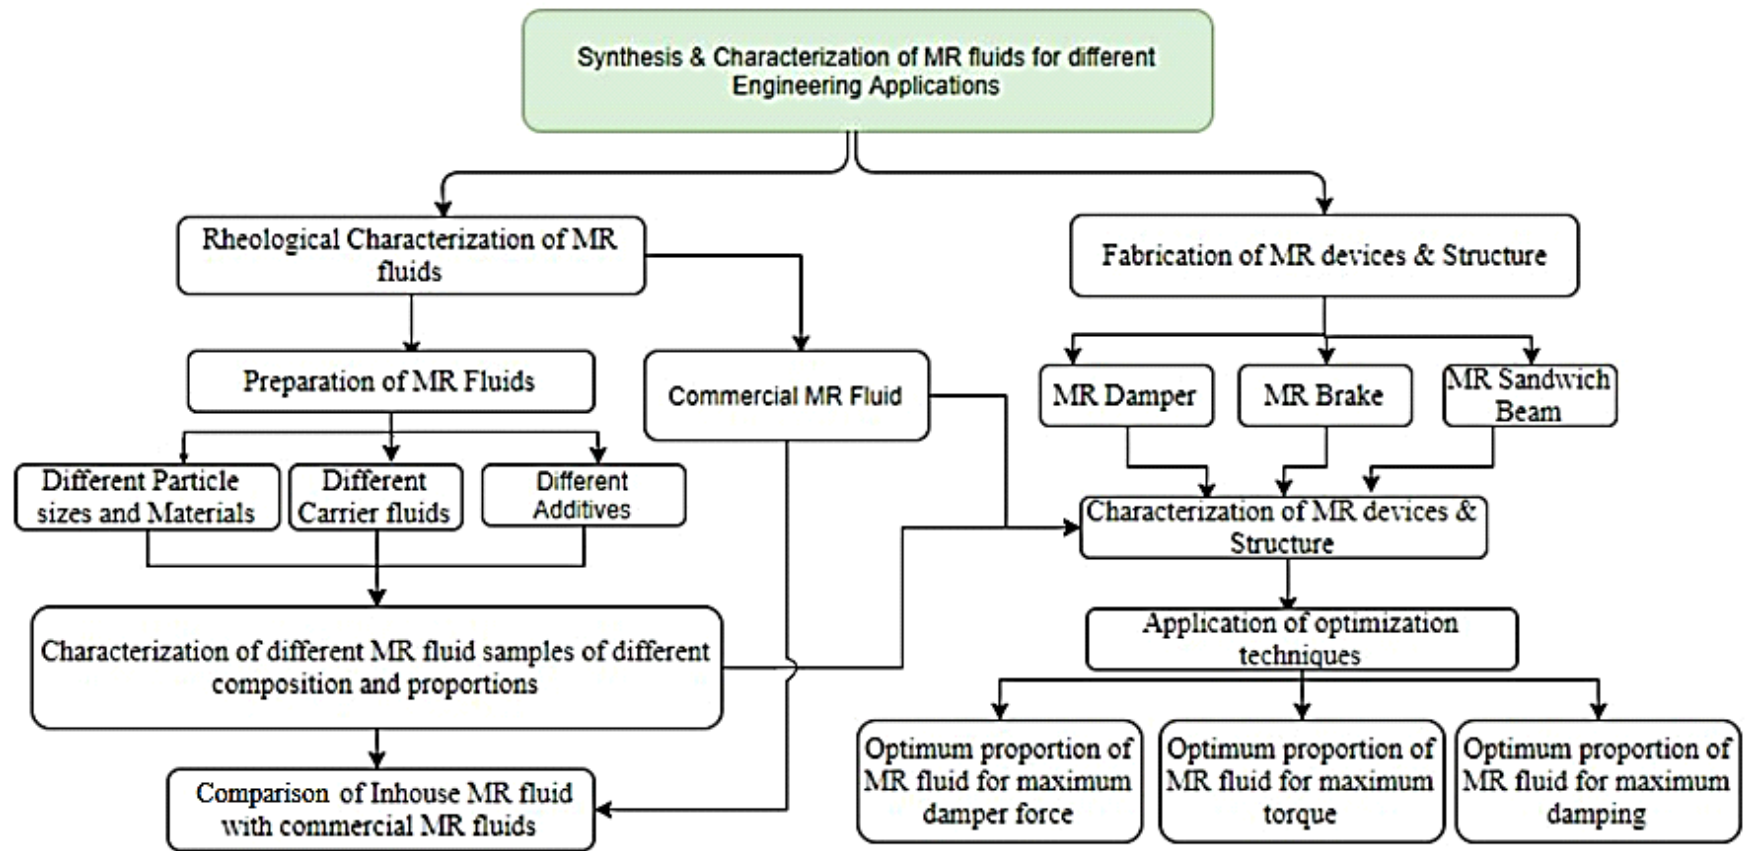 Synthesis & Characterization of MR fluids for different
Engineering Applications
Rheological Characterization of MR
fluids
Fabrication of MR devices & Structure
Preparation of MR Fluids
Commercial MR Fluid
MR Damper
MR Brake
MR Sandwich
Beam
Different Particle
sizes and Materials
Different
Carrier fluids
Different
Additives
Characterization of MR devices &
Structure
Characterization of different MR fluid samples of different
composition and proportions
Application of optimization
techniques
Comparison of Inhouse MR fluid
with commercial MR fluids
Optimum proportion of
MR fluid for maximum
damper force
Optimum proportion of
MR fluid for maximum
torque
Optimum proportion of
MR fluid for maximum
damping